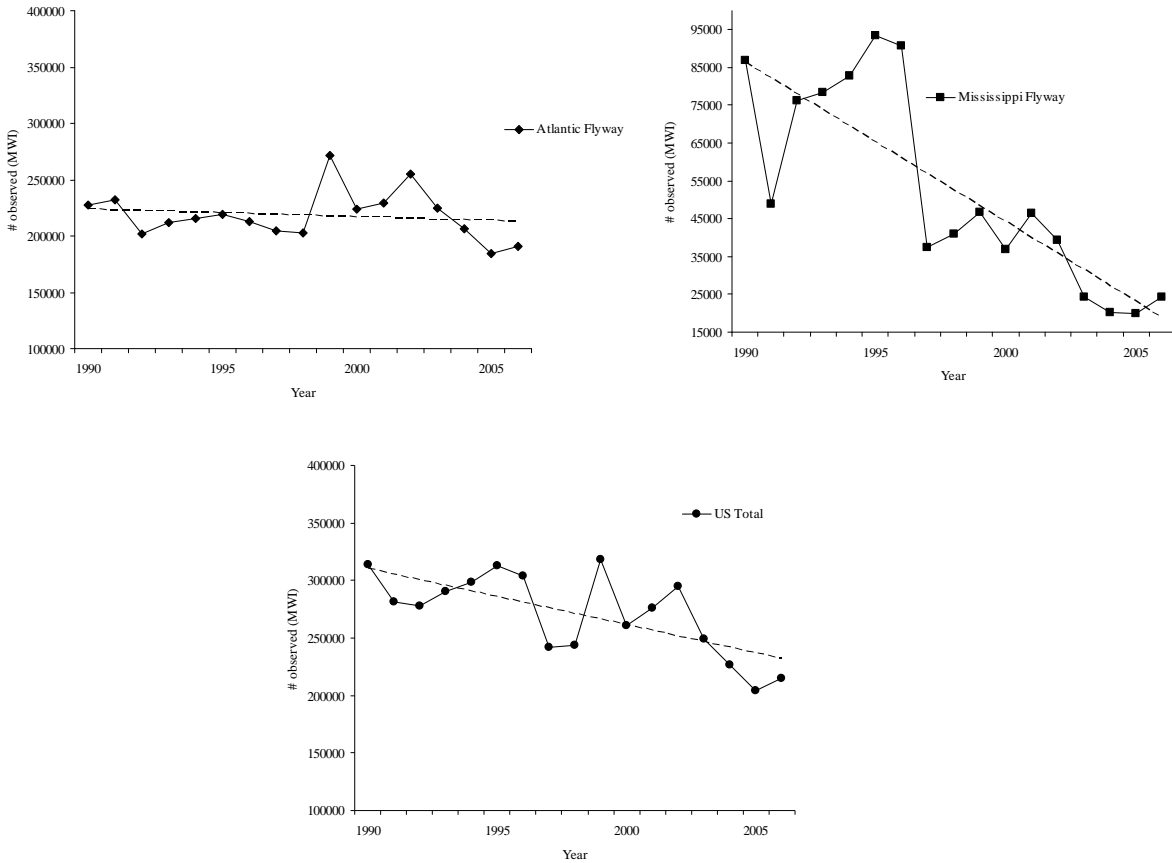 400000
350000
300000
250000
200000
150000
100000
# observed (MWI)
Atlantic Flyway
1990 1995 2000 2005
Year
95000
85000
75000
65000
55000
45000
35000
25000
15000
# observed (MWI)
Mississippi Flyway
1990 1995 2000 2005
Year
400000
350000
300000
250000
200000
150000
100000
# observed (MWI)
US Total
1990 1995 2000 2005
Year